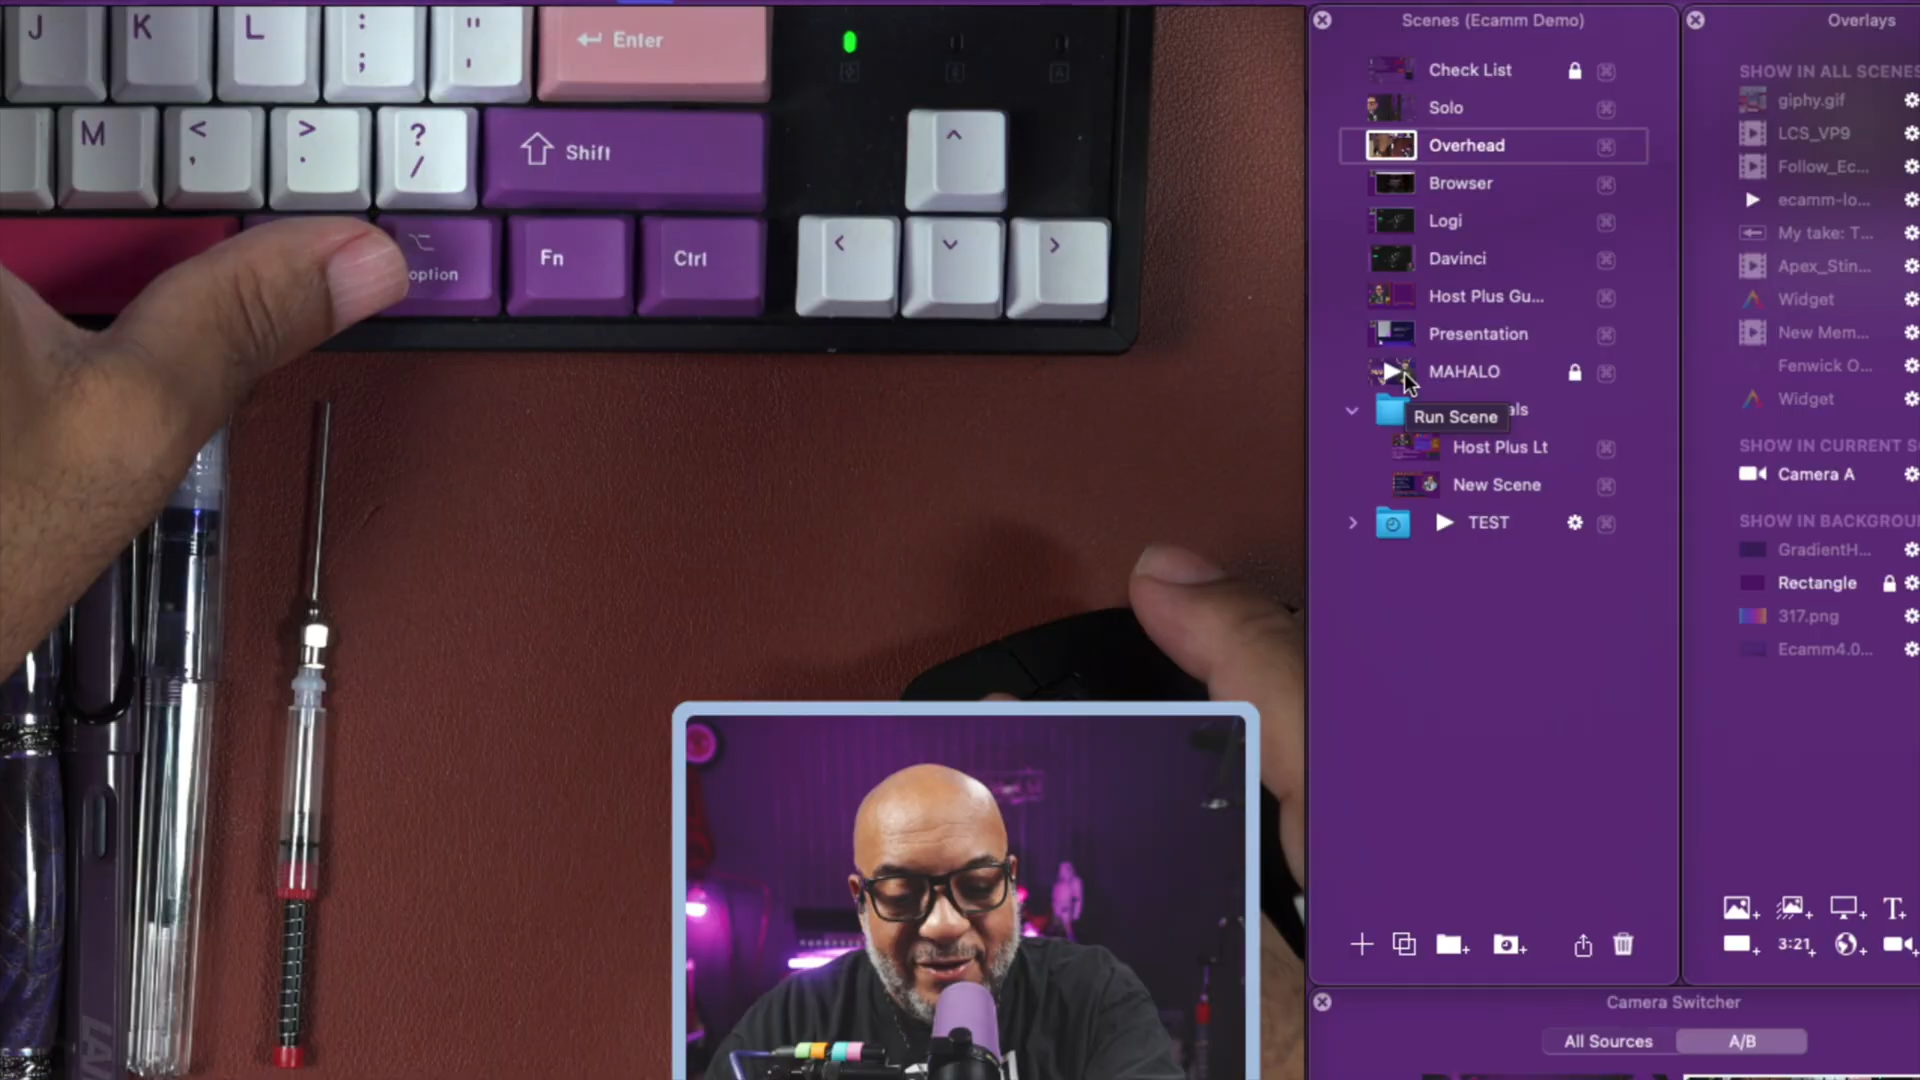 J
K
L
:
;
"
'
Enter
M
<
,
>
.
?
/
Shift
^
option
Fn
Ctrl
<
>
Scenes (Ecamm Demo)
Check List
Solo
Overhead
Browser
Logi
Davinci
Host Plus Gu...
Presentation
MAHALO
als
Run Scene
Host Plus Lt
New Scene
TEST
Overlays
SHOW IN ALL SCENES
giphy.gif
LCS_VP9
Follow_Ec...
ecamm-lo...
My take: T...
Apex_Stin...
Widget
New Mem...
Fenwick O...
Widget
SHOW IN CURRENT S
Camera A
SHOW IN BACKGROU
GradientH...
Rectangle
317.png
Ecamm4.0...
T+
3:21+
Camera Switcher
All Sources
A/B